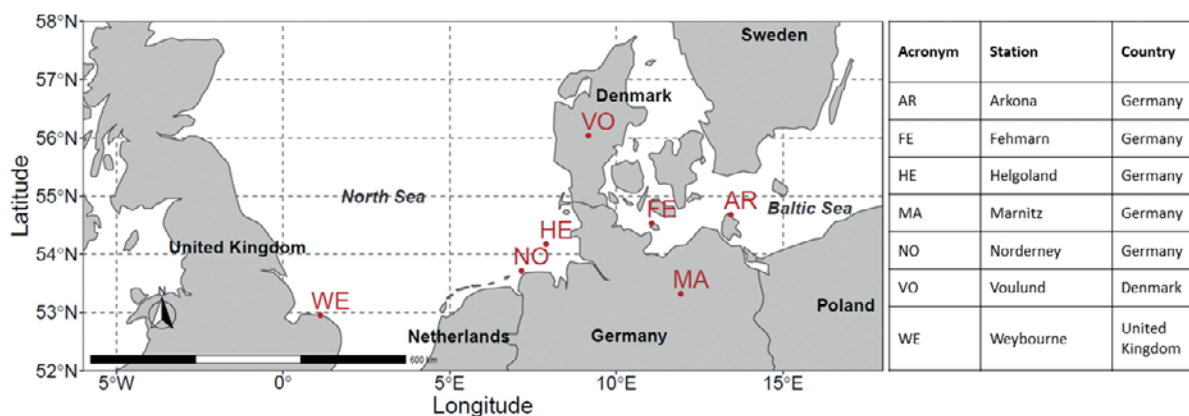 58°N
57°N
56°N
55°N
54°N
53°N
52°N
Latitude
5°W
0°
5°E
10°E
15°E
Longitude
Sweden
Denmark
VO
North Sea
AR
FE
Baltic Sea
HE
United Kingdom
NO
MA
N
WE
Poland
Netherlands
Germany
600 km
Acronym Station Country
AR Arkona Germany
FE Fehmarn Germany
HE Helgoland Germany
MA Marnitz Germany
NO Norderney Germany
VO Voulund Denmark
WE Weybourne United
Kingdom